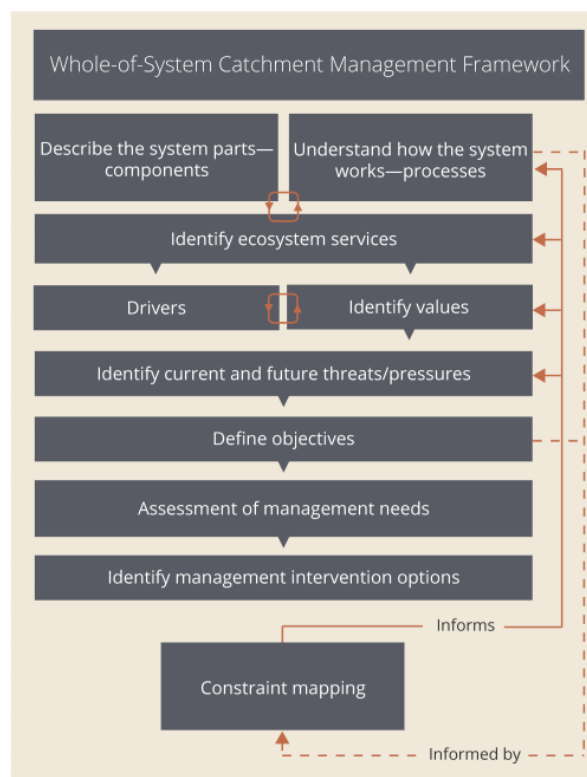 Whole-of-System Catchment Management Framework
Describe the system parts—
components
Understand how the system
works—processes
Identify ecosystem services
Drivers
Identify values
Identify current and future threats/pressures
Define objectives
Assessment of management needs
Identify management intervention options
Informs
Constraint mapping
Informed by